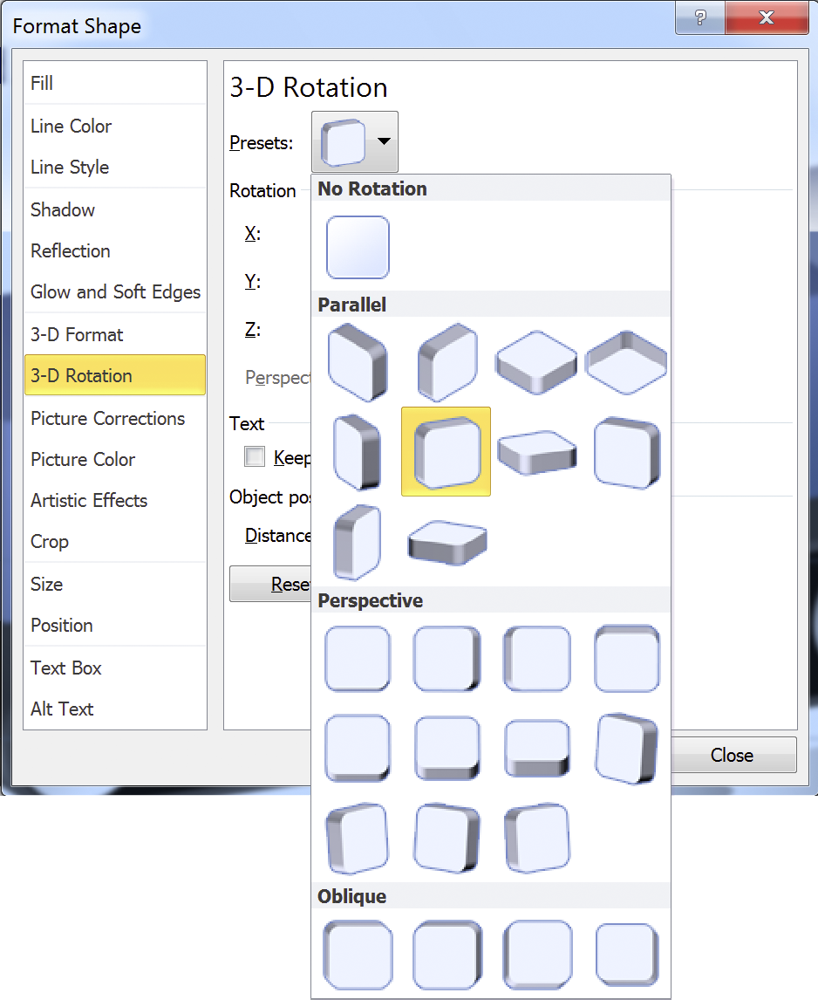 Format Shape
?
Fill
Line Color
Line Style
Shadow
Reflection
Glow and Soft Edges
3-D Format
3-D Rotation
Picture Corrections
Picture Color
Artistic Effects
Crop
Size
Position
Text Box
Alt Text
3-D Rotation
Presets:
Rotation
X:
Y:
Z:
Perspect
Text
Keep
Object pos
Distance
Reset
No Rotation
Parallel
Perspective
Oblique
Close